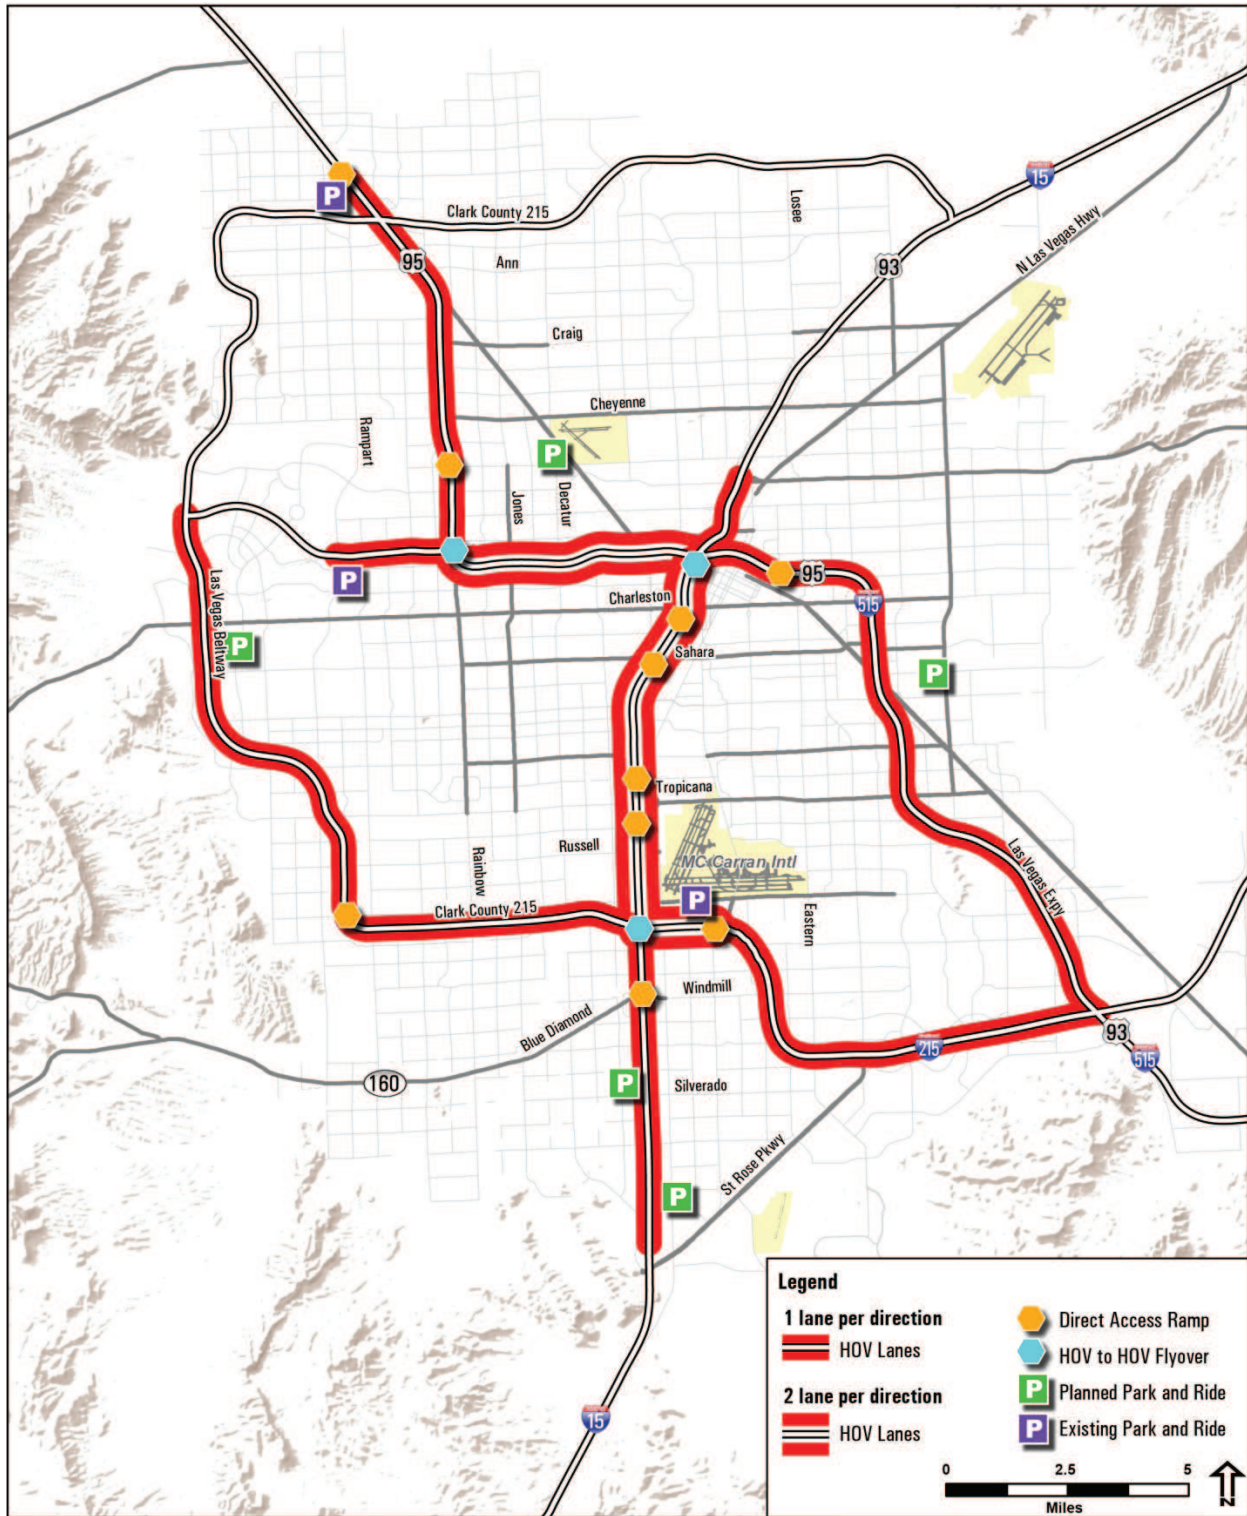 15
Losee
Clark County 215
N Las Vegas Hwy
P
95
Ann
93
Craig
Cheyenne
Rampart
P
Jones
Decatur
P
95
Las Vegas Beltway
Charleston
515
P
Sahara
P
Tropicana
Russell
Rainbow
MC Carran Intl
Las Vegas Expy
P
Clark County 215
Eastern
Windmill
Blue Diamond
93
215
515
160
P
Silverado
St Rose Pkwy
P
15
Legend
1 lane per direction
HOV Lanes
2 lane per direction
HOV Lanes
Direct Access Ramp
HOV to HOV Flyover
P Planned Park and Ride
P Existing Park and Ride
0 2.5 5
Miles
N